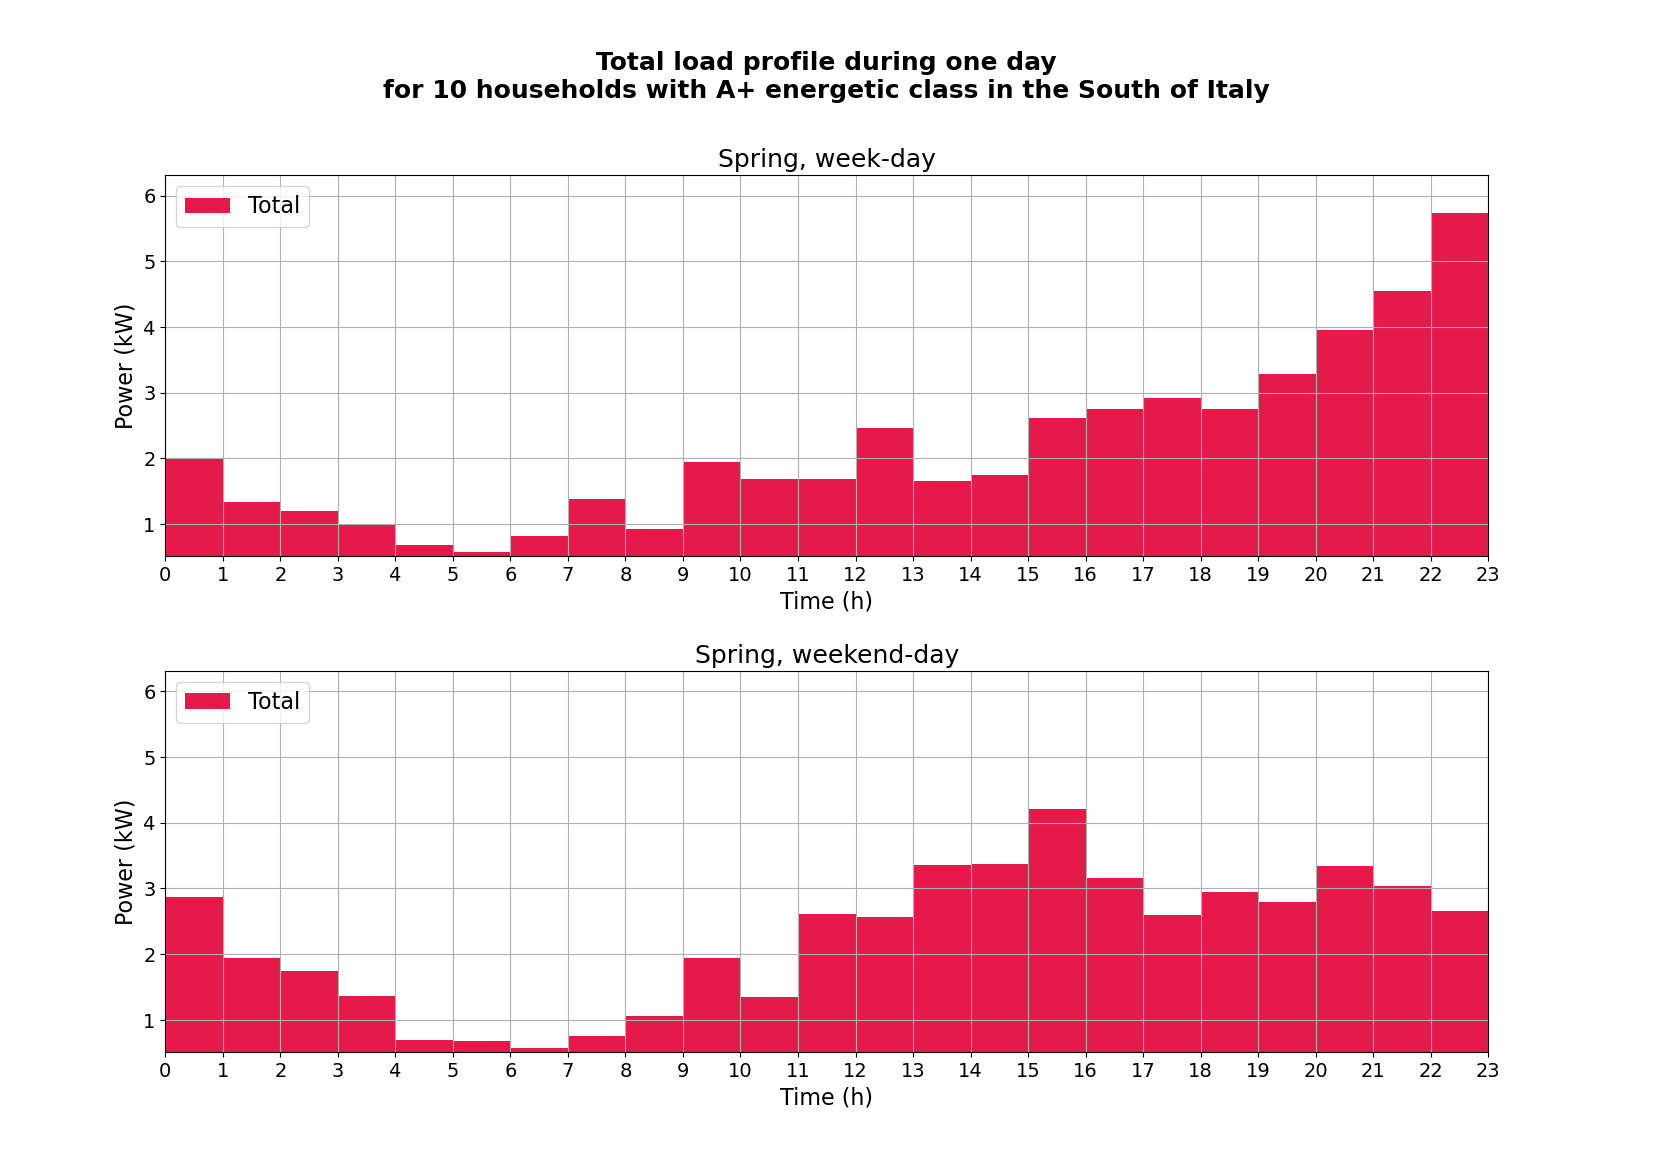 Total load profile during one day
for 10 households with A+ energetic class in the South of Italy
Spring, week-day
Total
6
5
4
3
2
1
Power (kW)
0 1 2 3 4 5 6 7 8 9 10 11 12 13 14 15 16 17 18 19 20 21 22 23
Time (h)
Spring, weekend-day
Total
6
5
4
3
2
1
Power (kW)
0 1 2 3 4 5 6 7 8 9 10 11 12 13 14 15 16 17 18 19 20 21 22 23
Time (h)